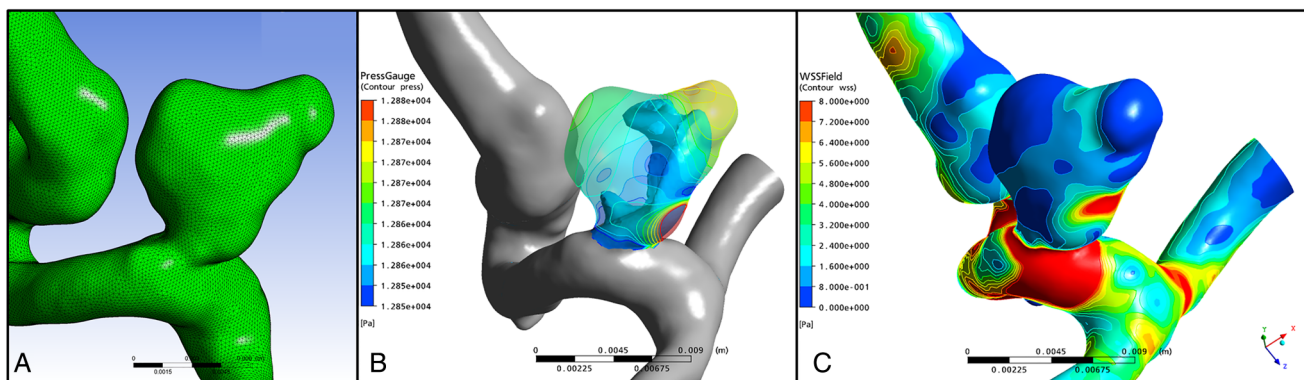 A
0
0.0015
PressGauge
(Contour press)
1.288e+004
1.288e+004
1.287e+004
1.287e+004
1.287e+004
1.287e+004
1.286e+004
1.286e+004
1.286e+004
1.285e+004
1.285e+004
[Pa]
B
0
0.0045
0.009
(m)
0.00225
0.00675
WSSField
(Contour wss)
8.000e+000
7.200e+000
6.400e+000
5.600e+000
4.800e+000
4.000e+000
3.200e+000
2.400e+000
1.600e+000
8.000e-001
0.000e+000
[Pa]
C
0
0.0045
0.009
(m)
0.00225
0.00675
Y
X
Z